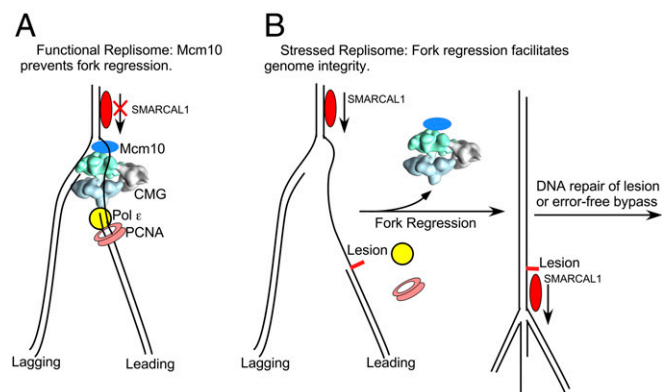 A
Functional Replisome: Mcm10
prevents fork regression.
SMARCAL1
Mcm10
CMG
Pol ε
PCNA
Lagging
Leading
B
Stressed Replisome: Fork regression facilitates
genome integrity.
SMARCAL1
Fork Regression
Lesion
Lagging
Leading
DNA repair of lesion
or error-free bypass
Lesion
SMARCAL1